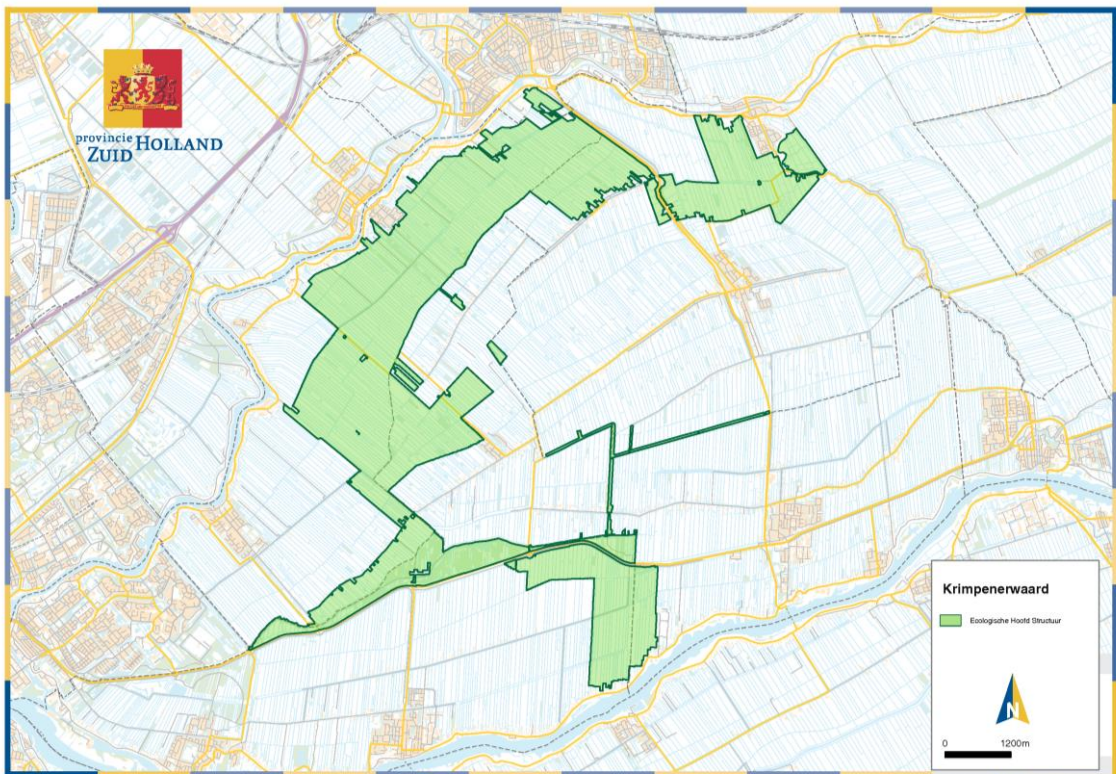 provincie HOLLAND
ZUID
Krimpenerwaard
Ecologische Hoofd Structuur
N
0 1200m